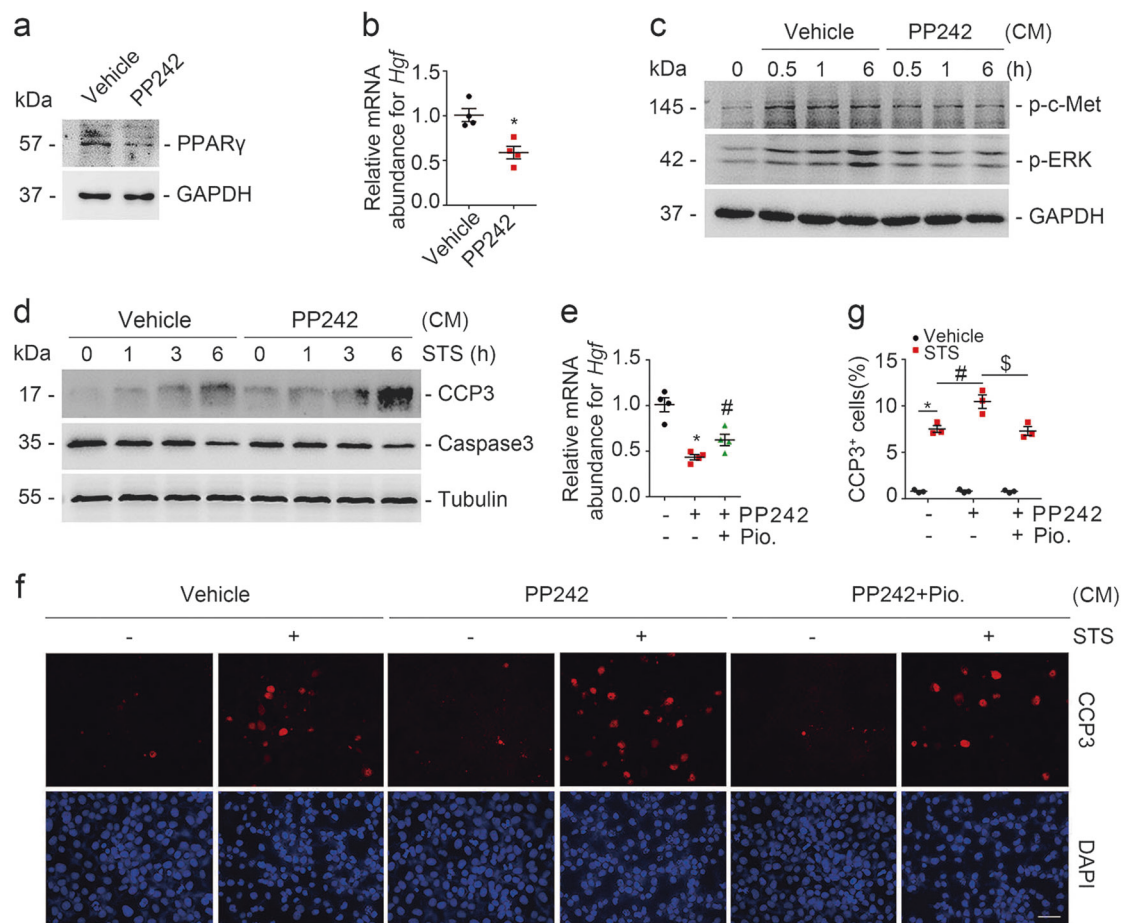 a
Vehicle
PP242
kDa
57 -
- PPARγ
37 -
- GAPDH
b
Relative mRNA
abundance for Hgf
1.5
1.0
0.5
0.0
*
Vehicle
PP242
c
Vehicle PP242 (CM)
kDa 0 0.5 1 6 0.5 1 6 (h)
145 - - p-c-Met
42 - - p-ERK
37 - - GAPDH
d
Vehicle PP242 (CM)
kDa 0 1 3 6 0 1 3 6 STS (h)
17 - - CCP3
35 - - Caspase3
55 - - Tubulin
e
Relative mRNA
abundance for Hgf
1.5
1.0
0.5
0.0
*
#
- + + PP242
- - + Pio.
g
Vehicle
STS
CCP3+ cells(%)
15
10
5
0
* # $
- + + PP242
- - + Pio.
f
Vehicle PP242 PP242+Pio. (CM)
- + - + - + STS
CCP3
DAPI